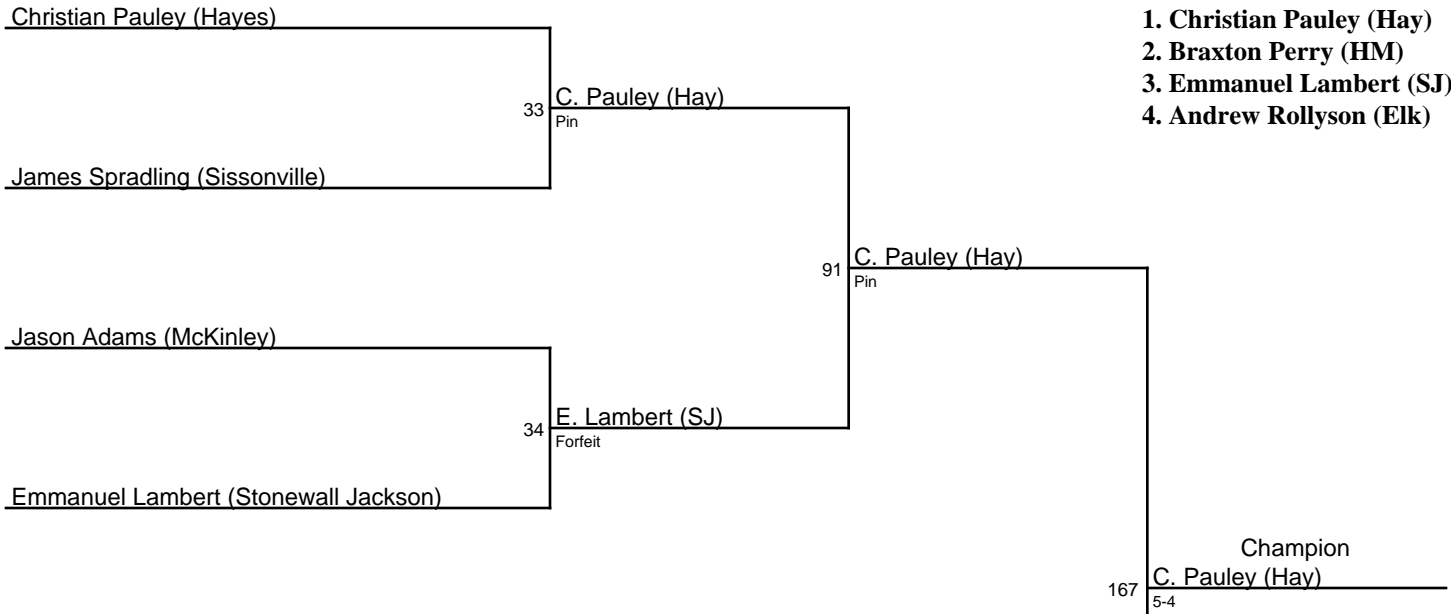 Christian Pauley (Hayes)
1. Christian Pauley (Hay)
2. Braxton Perry (HM)
3. Emmanuel Lambert (SJ)
4. Andrew Rollyson (Elk)
33
C. Pauley (Hay)
Pin
James Spradling (Sissonville)
91
C. Pauley (Hay)
Pin
Jason Adams (McKinley)
34
E. Lambert (SJ)
Forfeit
Emmanuel Lambert (Stonewall Jackson)
Champion
167
C. Pauley (Hay)
5-4